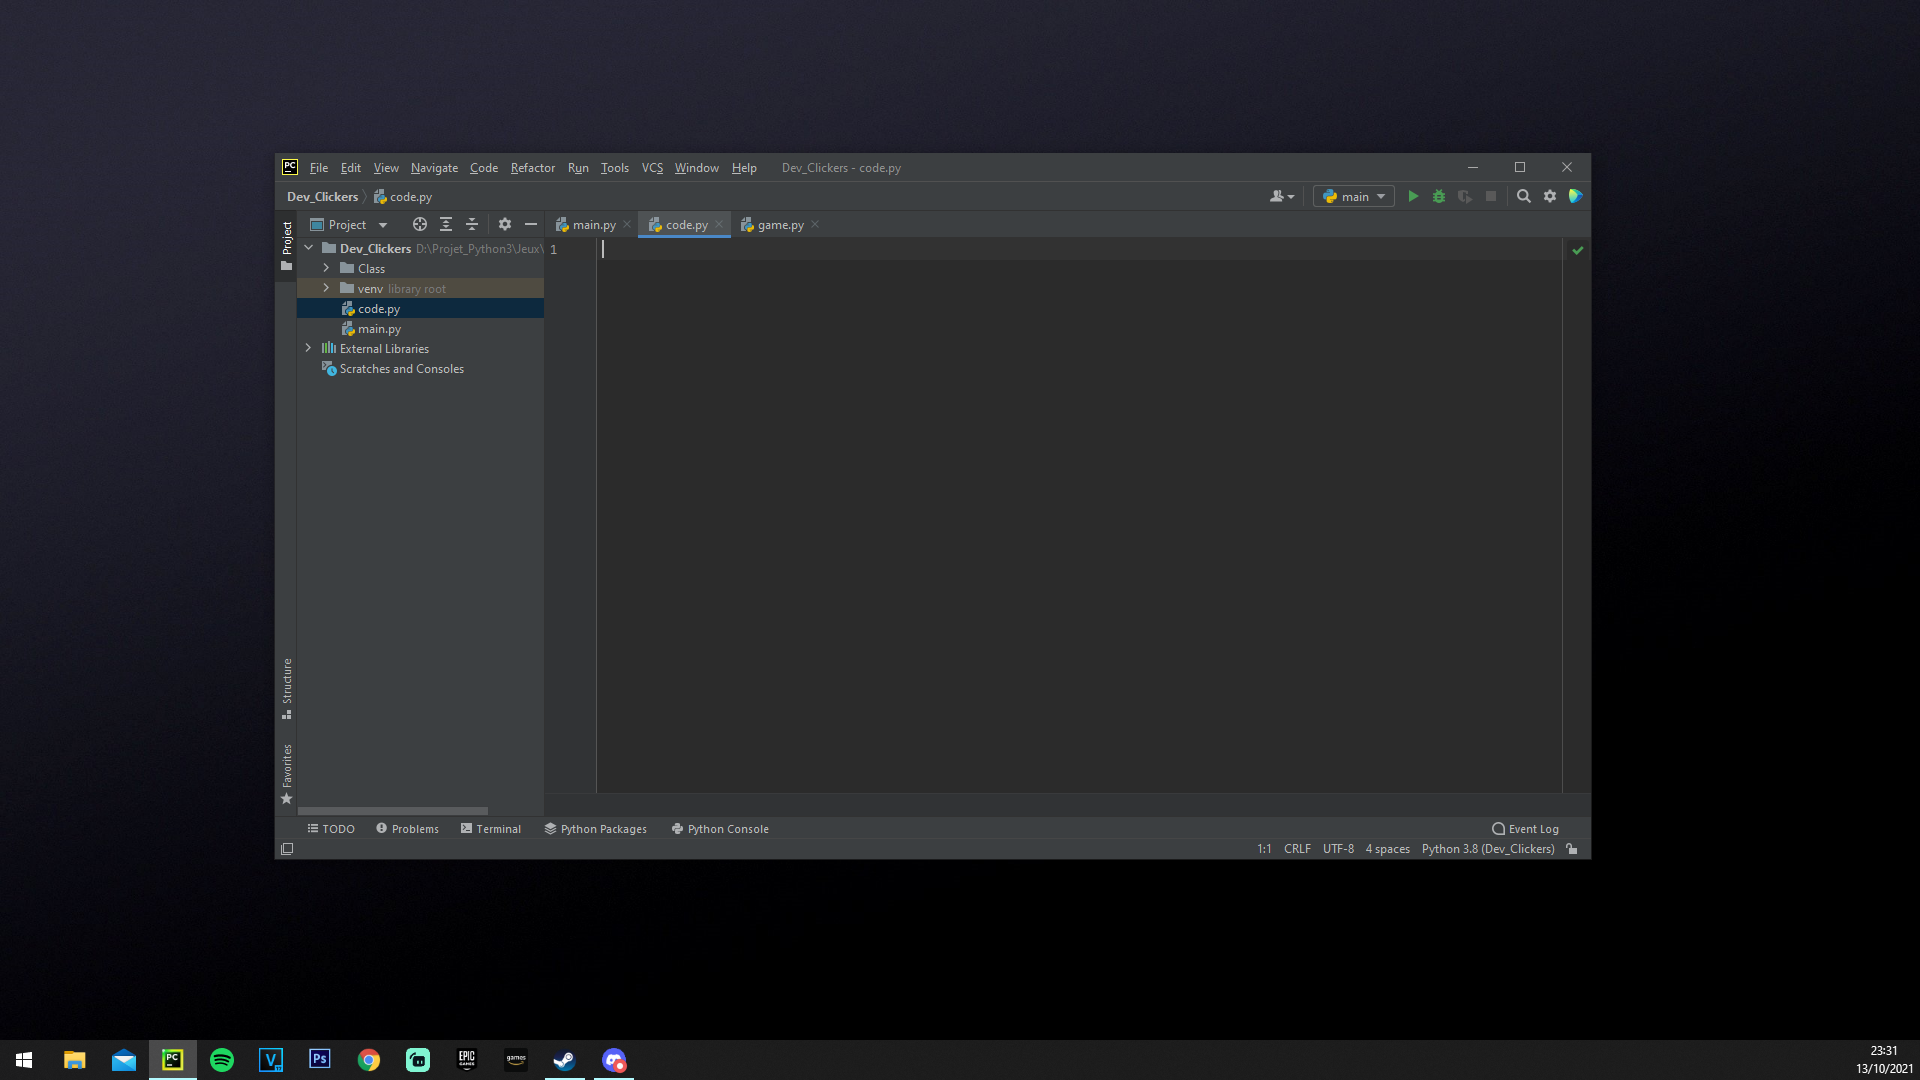 PC File Edit View Navigate Code Refactor Run Tools VCS Window Help Dev_Clickers - code.py
Dev_Clickers code.py main
Project main.py code.py game.py
Project
Dev_Clickers D:\Projet_Python3\Jeux\
1
Class
venv library root
code.py
main.py
External Libraries
Scratches and Consoles
Structure
Favorites
TODO Problems Terminal Python Packages Python Console Event Log
1:1 CRLF UTF-8 4 spaces Python 3.8 (Dev_Clickers)
PC V Ps EPIC GAMES games
23:31
13/10/2021